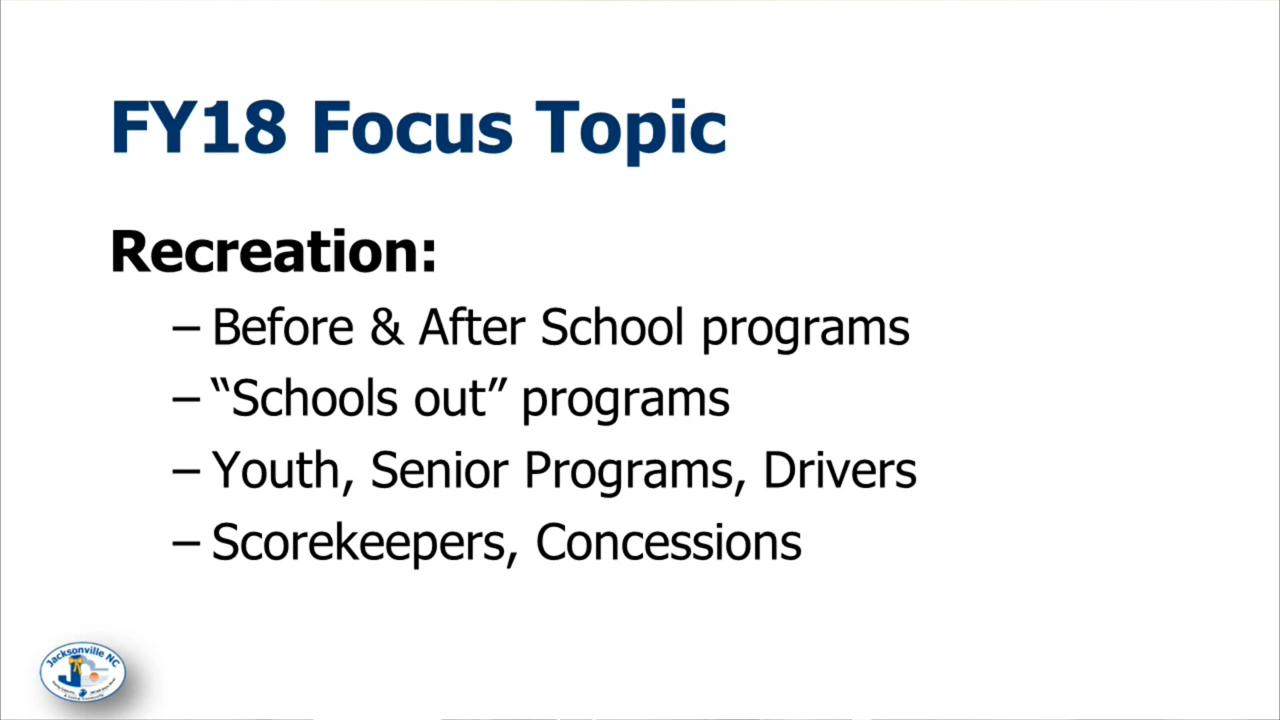 FY18 Focus Topic
Recreation:
– Before & After School programs
– “Schools out” programs
– Youth, Senior Programs, Drivers
– Scorekeepers, Concessions
Jacksonville NC